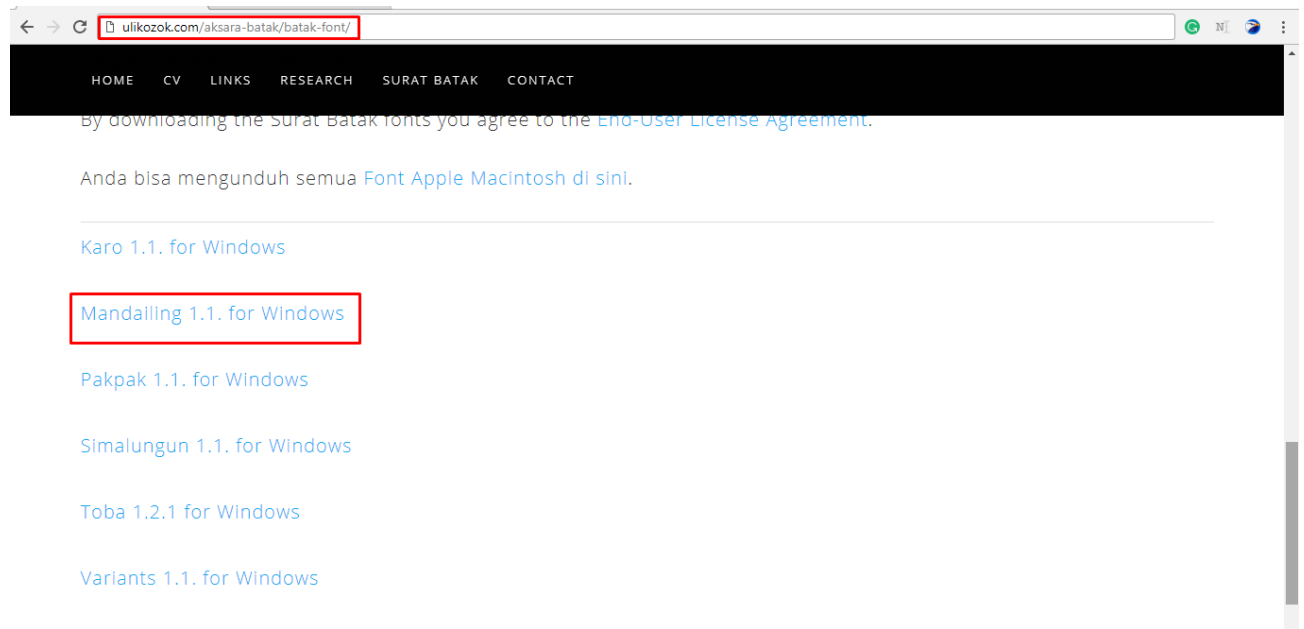 ulikozok.com/aksara-batak/batak-font/
HOME CV LINKS RESEARCH SURAT BATAK CONTACT
By downloading the Surat Batak fonts you agree to the End-User License Agreement.
Anda bisa mengunduh semua Font Apple Macintosh di sini.
Karo 1.1. for Windows
Mandailing 1.1. for Windows
Pakpak 1.1. for Windows
Simalungun 1.1. for Windows
Toba 1.2.1 for Windows
Variants 1.1. for Windows